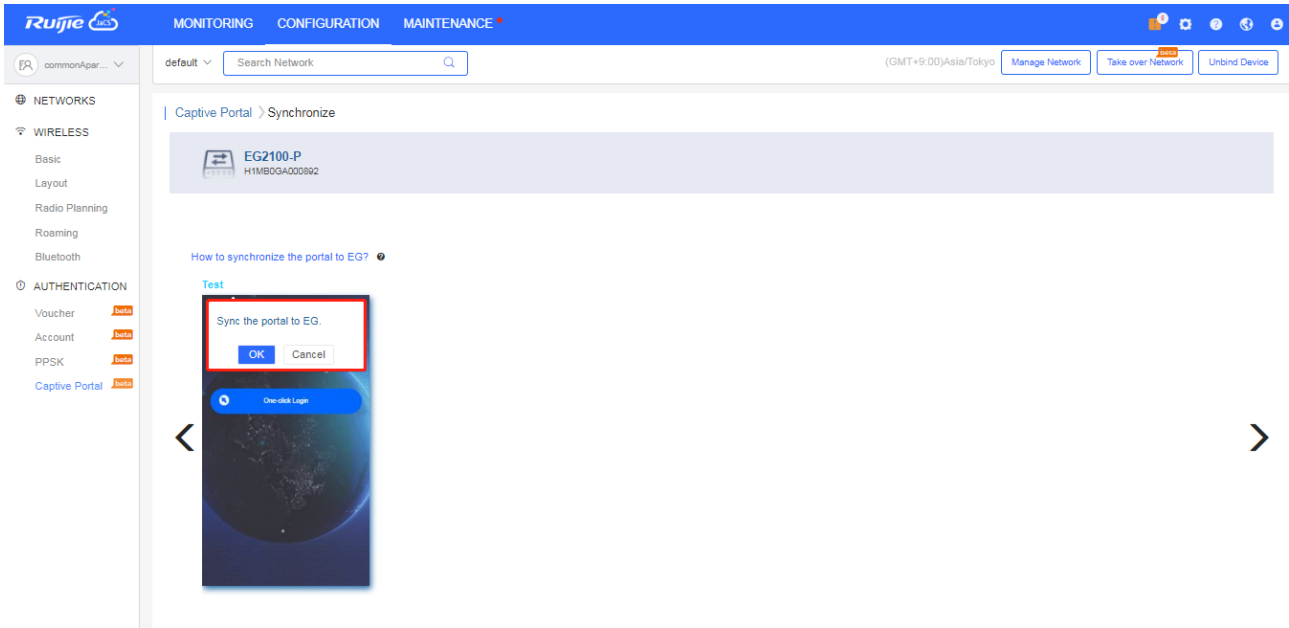 Ruijie JaCS MONITORING CONFIGURATION MAINTENANCE
commonApar... default Search Network (GMT+9:00)Asia/Tokyo Manage Network Take over Network beta Unbind Device
NETWORKS
WIRELESS
Basic
Layout
Radio Planning
Roaming
Bluetooth
AUTHENTICATION
Voucher beta
Account beta
PPSK beta
Captive Portal beta
Captive Portal > Synchronize
EG2100-P
H1MB0GA000892
How to synchronize the portal to EG?
Test
Sync the portal to EG.
OK Cancel
One-click Login